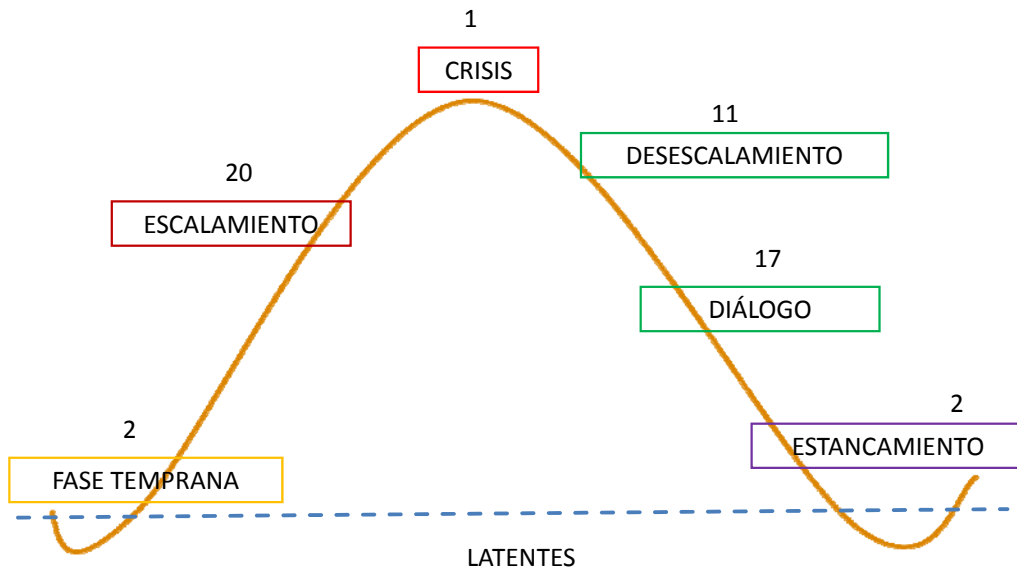 1
CRISIS
11
DESESCALAMIENTO
20
ESCALAMIENTO
17
DIÁLOGO
2
ESTANCAMIENTO
2
FASE TEMPRANA
LATENTES